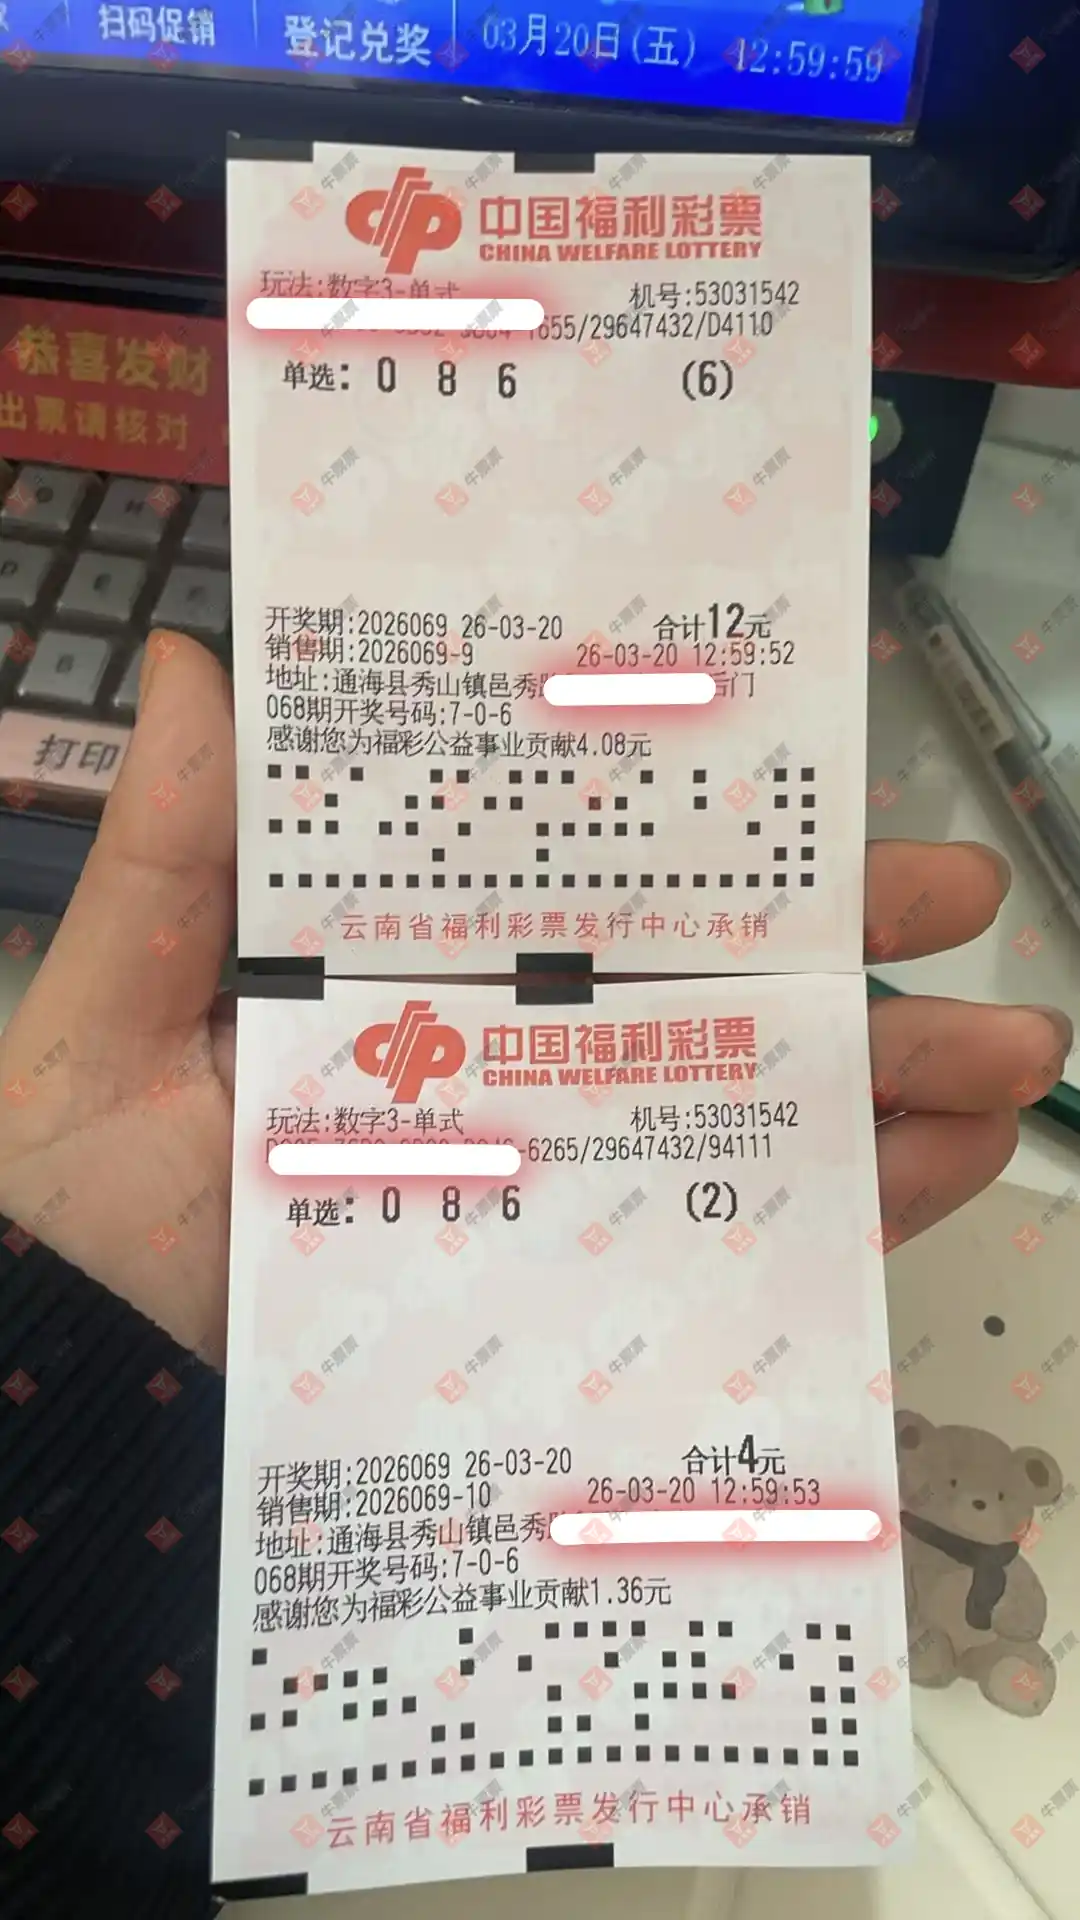 扫码促销 登记兑奖 03月20日(五) 12:59:59
恭喜发财
出票请核对
打印
中国福利彩票
CHINA WELFARE LOTTERY
玩法:数字3-单式 机号:53031542
1655/29647432/D4110
单选: 0 8 6 (6)
开奖期:2026069 26-03-20 合计12元
销售期:2026069-9 26-03-20 12:59:52
地址:通海县秀山镇邑秀 后门
068期开奖号码:7-0-6
感谢您为福彩公益事业贡献4.08元
云南省福利彩票发行中心承销
中国福利彩票
CHINA WELFARE LOTTERY
玩法:数字3-单式 机号:53031542
-6265/29647432/94111
单选: 0 8 6 (2)
开奖期:2026069 26-03-20 合计4元
销售期:2026069-10 26-03-20 12:59:53
地址:通海县秀山镇邑秀
068期开奖号码:7-0-6
感谢您为福彩公益事业贡献1.36元
云南省福利彩票发行中心承销
牛票票